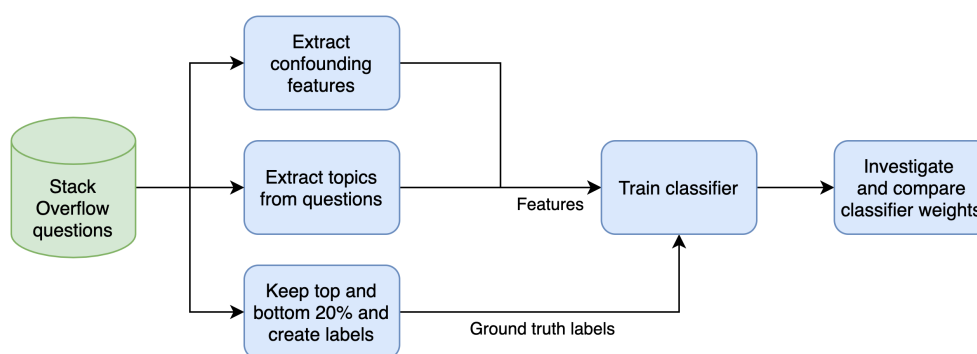 Extract
confounding
features
Stack
Overflow
questions
Extract topics
from questions
Features
Train classifier
Investigate
and compare
classifier weights
Keep top and
bottom 20% and
create labels
Ground truth labels